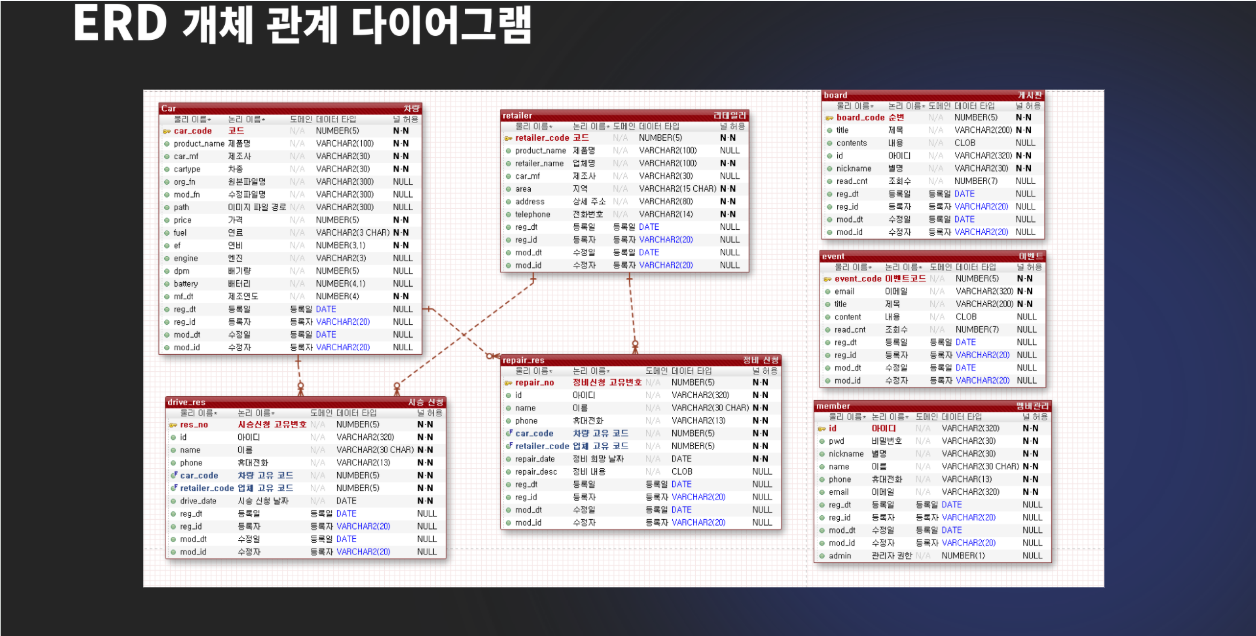 ERD 개체 관계 다이어그램
Car 차량
물리 이름 논리 이름 도메인 데이터 타입 널 허용
car_code 코드 N/A NUMBER(5) N-N
product_name 제품명 N/A VARCHAR2(100) N-N
car_mf 제조사 N/A VARCHAR2(30) N-N
cartype 차종 N/A VARCHAR2(30) N-N
org_fn 원본파일명 N/A VARCHAR2(300) NULL
mod_fn 수정파일명 N/A VARCHAR2(300) NULL
path 이미지 파일 경로 N/A VARCHAR2(300) NULL
price 가격 N/A NUMBER(5) N-N
fuel 연료 N/A VARCHAR2(3 CHAR) N-N
ef 연비 N/A NUMBER(3,1) N-N
engine 엔진 N/A VARCHAR2(3) NULL
dpm 배기량 N/A NUMBER(5) NULL
battery 배터리 N/A NUMBER(4,1) NULL
mf_dt 제조연도 N/A NUMBER(4) N-N
reg_dt 등록일 등록일 DATE NULL
reg_id 등록자 등록자 VARCHAR2(20) NULL
mod_dt 수정일 등록일 DATE NULL
mod_id 수정자 등록자 VARCHAR2(20) NULL
retailer 리테일러
물리 이름 논리 이름 도메인 데이터 타입 널 허용
retailer_code 코드 N/A NUMBER(5) N-N
product_name 제품명 N/A VARCHAR2(100) NULL
retailer_name 업체명 N/A VARCHAR2(100) N-N
car_mf 제조사 N/A VARCHAR2(30) NULL
area 지역 N/A VARCHAR2(15 CHAR) N-N
address 상세 주소 N/A VARCHAR2(80) N-N
telephone 전화번호 N/A VARCHAR2(14) N-N
reg_dt 등록일 등록일 DATE NULL
reg_id 등록자 등록자 VARCHAR2(20) NULL
mod_dt 수정일 등록일 DATE NULL
mod_id 수정자 등록자 VARCHAR2(20) NULL
board 게시판
물리 이름 논리 이름 도메인 데이터 타입 널 허용
board_code 순번 N/A NUMBER(5) N-N
title 제목 N/A VARCHAR2(200) N-N
contents 내용 N/A CLOB NULL
id 아이디 N/A VARCHAR2(320) N-N
nickname 별명 N/A VARCHAR2(30) N-N
read_cnt 조회수 N/A NUMBER(7) NULL
reg_dt 등록일 등록일 DATE NULL
reg_id 등록자 등록자 VARCHAR2(20) NULL
mod_dt 수정일 등록일 DATE NULL
mod_id 수정자 등록자 VARCHAR2(20) NULL
event 이벤트
물리 이름 논리 이름 도메인 데이터 타입 널 허용
event_code 이벤트코드 N/A NUMBER(5) N-N
email 이메일 N/A VARCHAR2(320) N-N
title 제목 N/A VARCHAR2(200) N-N
content 내용 N/A CLOB NULL
read_cnt 조회수 N/A NUMBER(7) NULL
reg_dt 등록일 등록일 DATE NULL
reg_id 등록자 등록자 VARCHAR2(20) NULL
mod_dt 수정일 등록일 DATE NULL
mod_id 수정자 등록자 VARCHAR2(20) NULL
drive_res 시승 신청
물리 이름 논리 이름 도메인 데이터 타입 널 허용
res_no 시승신청 고유번호 N/A NUMBER(5) N-N
id 아이디 N/A VARCHAR2(320) N-N
name 이름 N/A VARCHAR2(30 CHAR) N-N
phone 휴대전화 N/A VARCHAR2(13) N-N
car_code 차량 고유 코드 N/A NUMBER(5) N-N
retailer_code 업체 고유 코드 N/A NUMBER(5) N-N
drive_date 시승 신청 날짜 N/A DATE N-N
reg_dt 등록일 등록일 DATE NULL
reg_id 등록자 등록자 VARCHAR2(20) NULL
mod_dt 수정일 등록일 DATE NULL
mod_id 수정자 등록자 VARCHAR2(20) NULL
repair_res 정비 신청
물리 이름 논리 이름 도메인 데이터 타입 널 허용
repair_no 정비신청 고유번호 N/A NUMBER(5) N-N
id 아이디 N/A VARCHAR2(320) N-N
name 이름 N/A VARCHAR2(30 CHAR) N-N
phone 휴대전화 N/A VARCHAR2(13) N-N
car_code 차량 고유 코드 N/A NUMBER(5) N-N
retailer_code 업체 고유 코드 N/A NUMBER(5) N-N
repair_date 정비 희망 날짜 N/A DATE N-N
repair_desc 정비 내용 N/A CLOB NULL
reg_dt 등록일 등록일 DATE NULL
reg_id 등록자 등록자 VARCHAR2(20) NULL
mod_dt 수정일 등록일 DATE NULL
mod_id 수정자 등록자 VARCHAR2(20) NULL
member 멤버관리
물리 이름 논리 이름 도메인 데이터 타입 널 허용
id 아이디 N/A VARCHAR2(320) N-N
pwd 비밀번호 N/A VARCHAR2(30) N-N
nickname 별명 N/A VARCHAR2(30) N-N
name 이름 N/A VARCHAR2(30 CHAR) N-N
phone 휴대전화 N/A VARCHAR(13) N-N
email 이메일 N/A VARCHAR2(320) N-N
reg_dt 등록일 등록일 DATE NULL
reg_id 등록자 등록자 VARCHAR2(20) NULL
mod_dt 수정일 등록일 DATE NULL
mod_id 수정자 등록자 VARCHAR2(20) NULL
admin 관리자 권한 N/A NUMBER(1) NULL